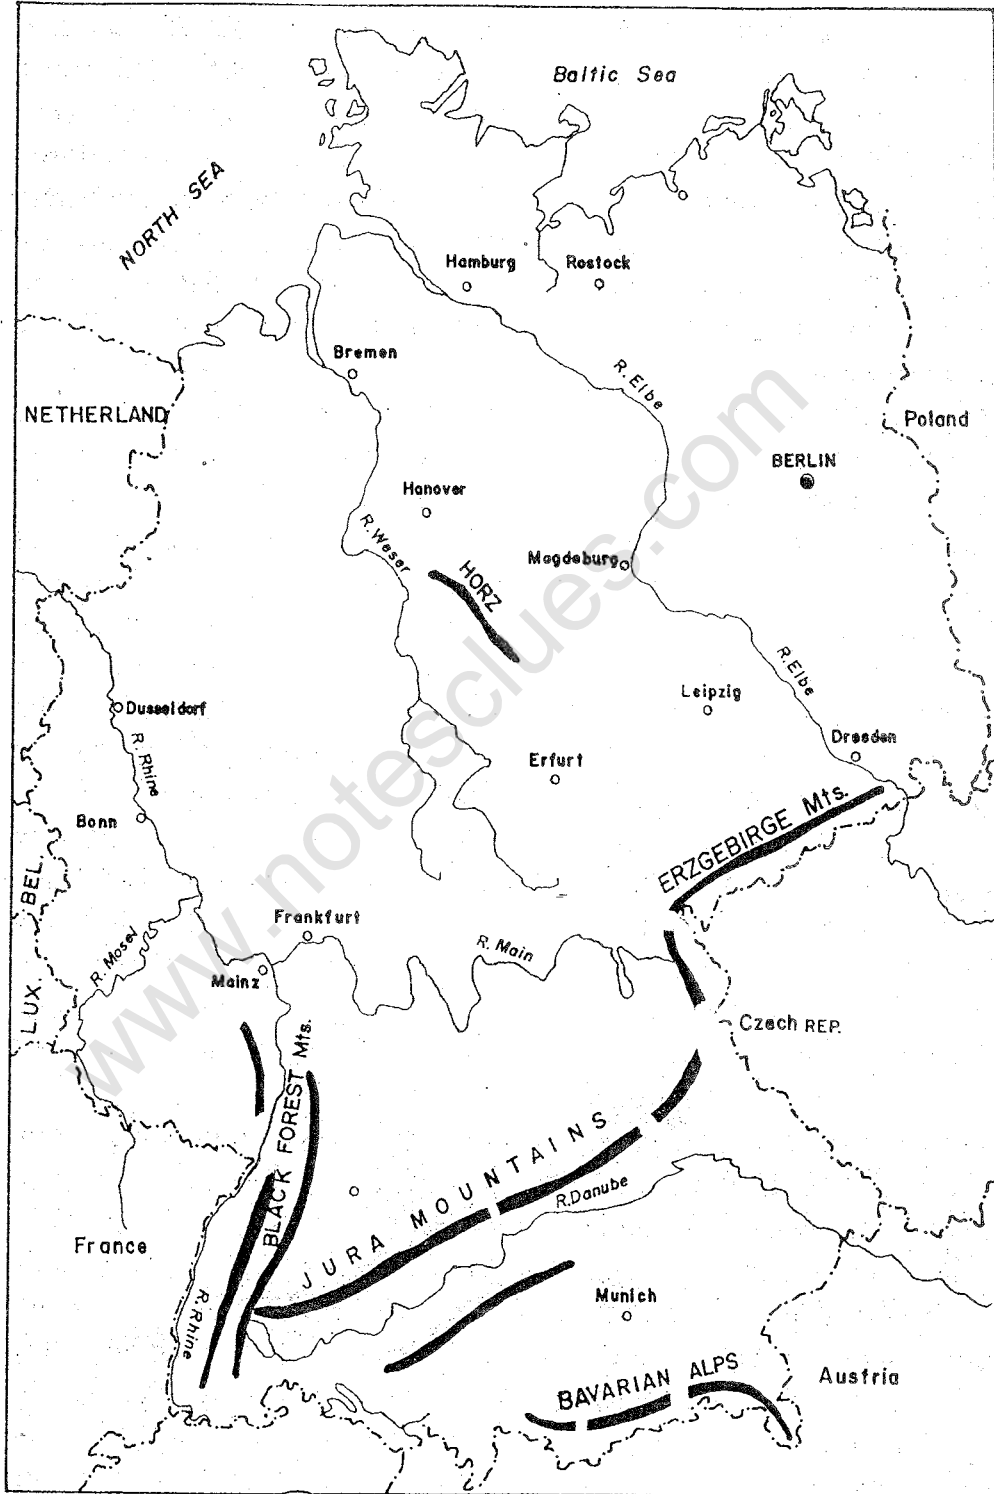 Baltic Sea
NORTH SEA
Hamburg
Rostock
Bremen
R. Elbe
NETHERLAND
Poland
BERLIN
Hanover
R. Weser
Magdeburg
HORZ
R. Elbe
Leipzig
Dusseldorf
Dresden
R. Rhine
Erfurt
Bonn
ERZGEBIRGE Mts.
BEL.
Frankfurt
R. Mosel
R. Main
Mainz
LUX.
Czech REP.
BLACK FOREST Mts.
JURA MOUNTAINS
R. Danube
France
R. Rhine
Munich
BAVARIAN ALPS
Austria
www.notesclues.com